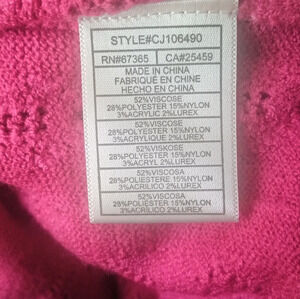 STYLE#CJ106490
RN#67365 CA#25459
MADE IN CHINA
FABRIQUÉ EN CHINE
HECHO EN CHINA
52%VISCOSE
28%POLYESTER 15%NYLON
3%ACRYLIC 2%LUREX
52%VISCOSE
28%POLYESTER 15%NYLON
3%ACRYLIQUE 2%LUREX
52%VISKOSE
28%POLYESTER 15%NYLON
3%ACRYL 2%LUREX
52%VISCOSA
28%POLIESTERE 15%NYLON
3%ACRILICO 2%LUREX
52%VISCOSA
28%POLIESTER 15%NYLON
3%ACRÍLICO 2%LUREX